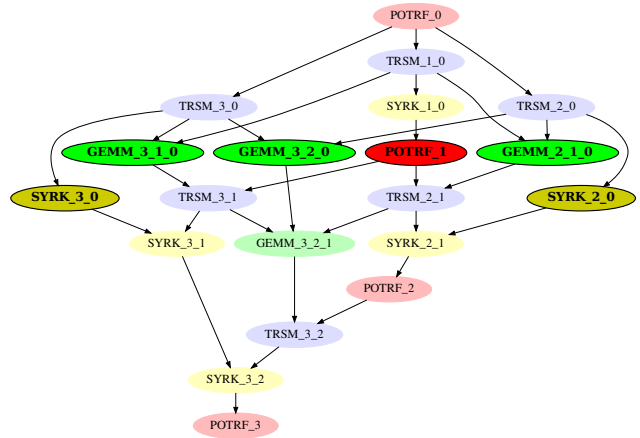 POTRF_0
TRSM_1_0
TRSM_3_0
SYRK_1_0
TRSM_2_0
GEMM_3_1_0
GEMM_3_2_0
POTRF_1
GEMM_2_1_0
SYRK_3_0
TRSM_3_1
TRSM_2_1
SYRK_2_0
SYRK_3_1
GEMM_3_2_1
SYRK_2_1
POTRF_2
TRSM_3_2
SYRK_3_2
POTRF_3